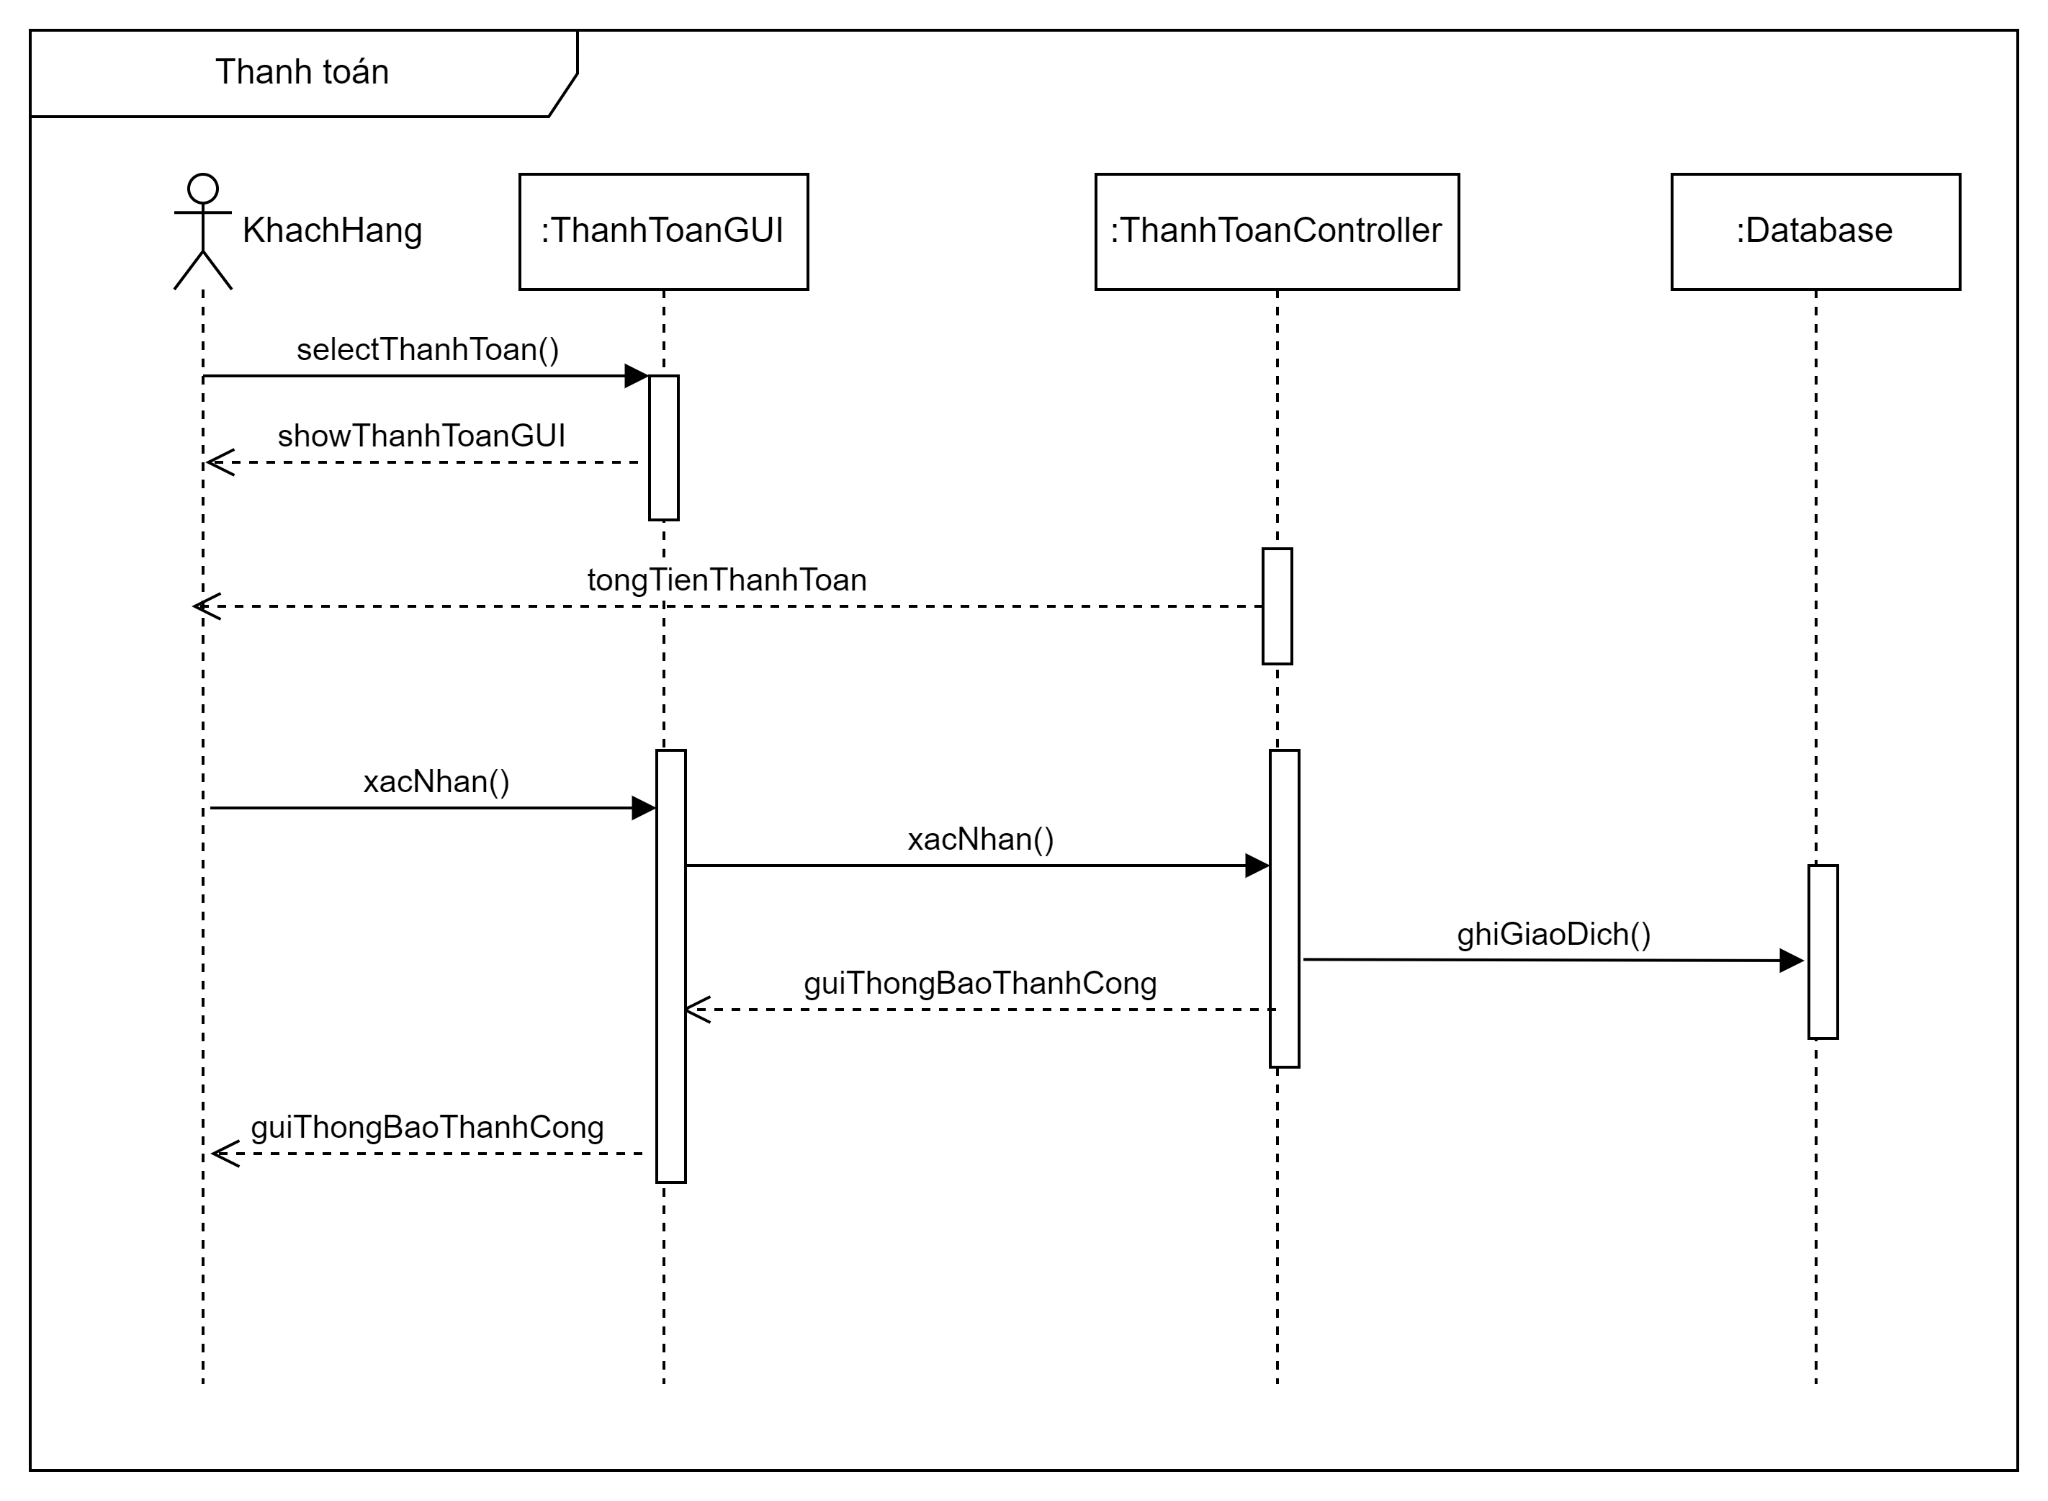 Thanh toán
KhachHang
:ThanhToanGUI
:ThanhToanController
:Database
selectThanhToan()
showThanhToanGUI
tongTienThanhToan
xacNhan()
xacNhan()
ghiGiaoDich()
guiThongBaoThanhCong
guiThongBaoThanhCong